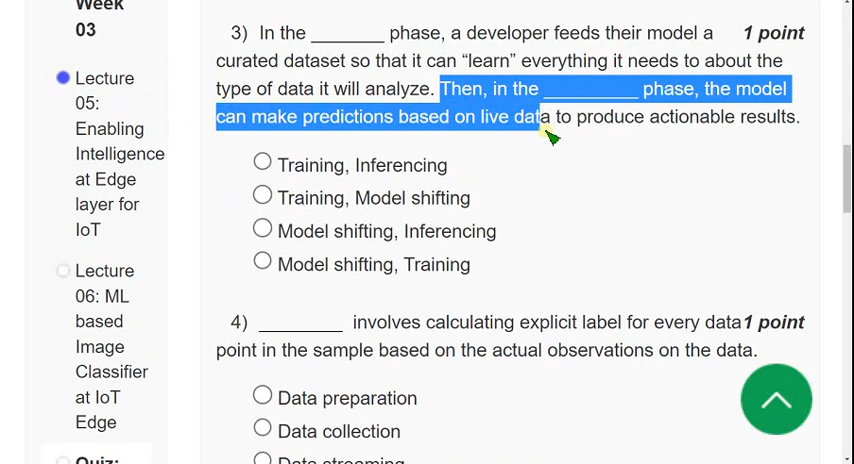 Week
03
Lecture
05:
Enabling
Intelligence
at Edge
layer for
IoT
Lecture
06: ML
based
Image
Classifier
at IoT
Edge
Quiz:
3) In the ________ phase, a developer feeds their model a 1 point
curated dataset so that it can “learn” everything it needs to about the
type of data it will analyze. Then, in the __________ phase, the model
can make predictions based on live data to produce actionable results.
Training, Inferencing
Training, Model shifting
Model shifting, Inferencing
Model shifting, Training
4) _________ involves calculating explicit label for every data 1 point
point in the sample based on the actual observations on the data.
Data preparation
Data collection
Data streaming